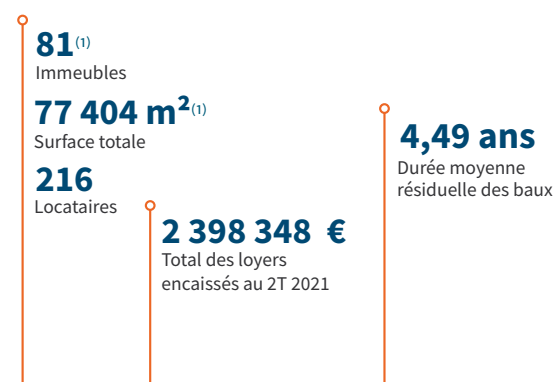 81(1)
Immeubles
77 404 m²(1)
Surface totale
216
Locataires
2 398 348 €
Total des loyers
encaissés au 2T 2021
4,49 ans
Durée moyenne
résiduelle des baux